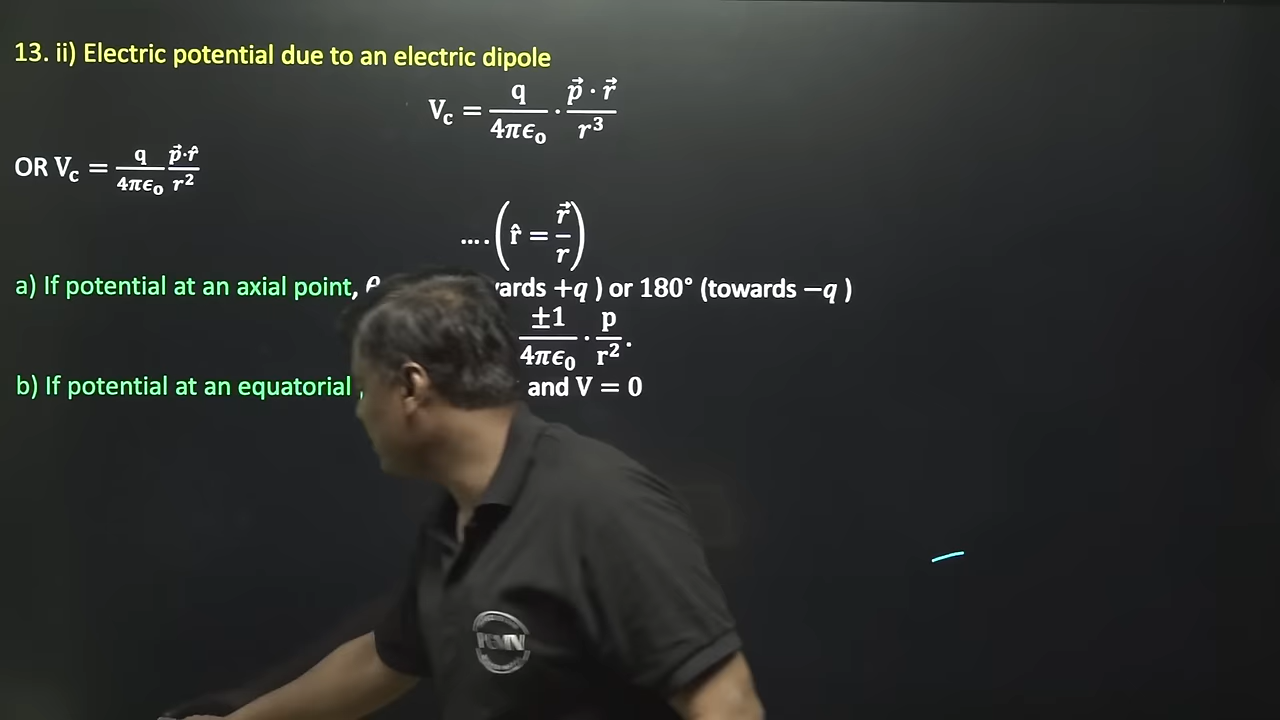 13. ii) Electric potential due to an electric dipole
V_c = q/4πϵ₀ · p⃗ · r⃗/r³
OR V_c = q/4πϵ₀ p⃗·r̂/r²
....(r̂ = r⃗/r)
a) If potential at an axial point, θ +q ) or 180° (towards −q )
±1/4πϵ₀ · p/r².
b) If potential at an equatorial , and V = 0